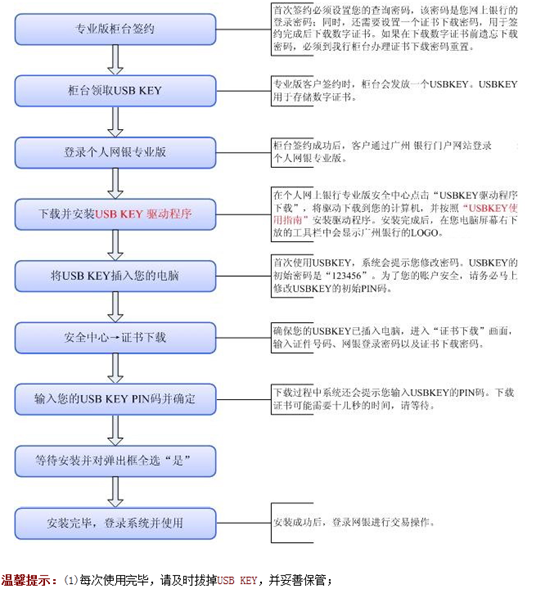 专业版柜台签约
首次签约必须设置您的查询密码，该密码是您网上银行的
登录密码；同时，还需要设置一个证书下载密码，用于签
约完成后下载数字证书。如果在下载数字证书前遗忘下载
密码，必须到我行柜台办理证书下载密码重置。
柜台领取USB KEY
专业版客户签约时，柜台会发放一个USBKEY。USBKEY
用于存储数字证书。
登录个人网银专业版
柜台签约成功后，客户通过广州 银行门户网站登录
个人网银专业版。
下载并安装USB KEY 驱动程序
在个人网上银行专业版安全中心点击“USBKEY驱动程序
下载”，将驱动下载到您的计算机，并按照“USBKEY使
用指南”安装驱动程序。安装完成后，在您电脑屏幕右下
放的工具栏中会显示广州银行的LOGO。
将USB KEY插入您的电脑
首次使用USBKEY，系统会提示您修改密码。USBKEY的
初始密码是“123456”。为了您的账户安全，请务必马上
修改USBKEY的初始PIN码。
安全中心→证书下载
确保您的USBKEY已插入电脑，进入“证书下载”画面，
输入证件号码、网银登录密码以及证书下载密码。
输入您的USB KEY PIN码并确定
下载过程中系统还会提示您输入USBKEY的PIN码。下载
证书可能需要十几秒的时间，请等待。
等待安装并对弹出框全选“是”
安装完毕，登录系统并使用
安装成功后，登录网银进行交易操作。
温馨提示：(1)每次使用完毕，请及时拔掉USB KEY，并妥善保管；